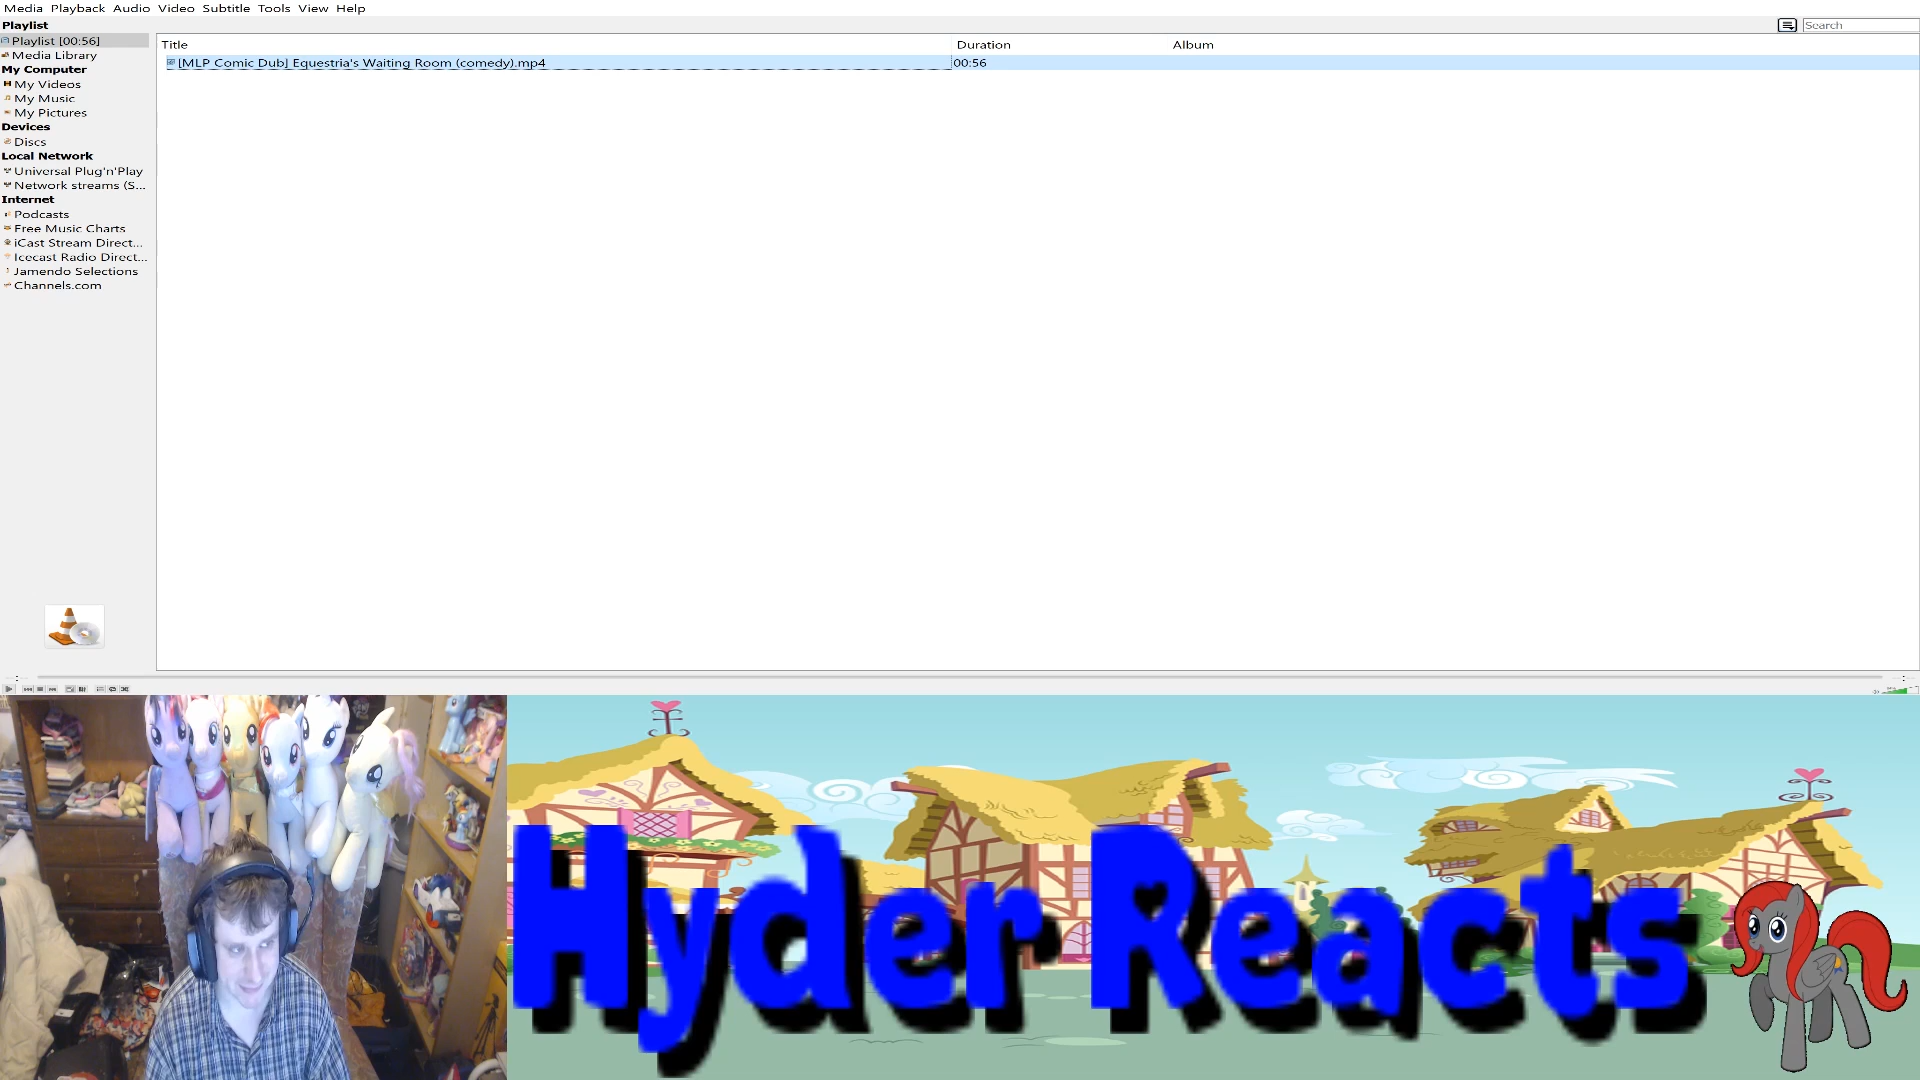 Media Playback Audio Video Subtitle Tools View Help
Playlist
Search
Playlist [00:56]
Title Duration Album
Media Library
[MLP Comic Dub] Equestria's Waiting Room (comedy).mp4 00:56
My Computer
My Videos
My Music
My Pictures
Devices
Discs
Local Network
Universal Plug'n'Play
Network streams (S...
Internet
Podcasts
Free Music Charts
iCast Stream Direct...
Icecast Radio Direct...
Jamendo Selections
Channels.com
Hyder Reacts